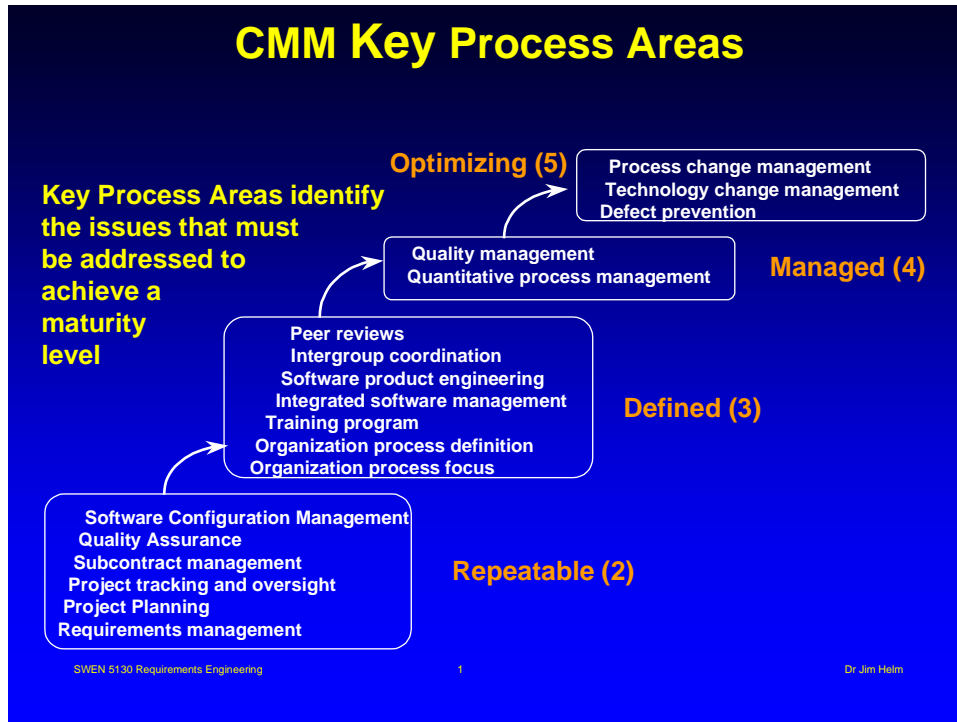 CMM Key Process Areas
Optimizing (5)
Process change management
Technology change management
Defect prevention
Key Process Areas identify
the issues that must
be addressed to
achieve a
maturity
level
Quality management
Quantitative process management
Managed (4)
Peer reviews
Intergroup coordination
Software product engineering
Integrated software management
Training program
Organization process definition
Organization process focus
Defined (3)
Software Configuration Management
Quality Assurance
Subcontract management
Project tracking and oversight
Project Planning
Requirements management
Repeatable (2)
SWEN 5130 Requirements Engineering
1
Dr Jim Helm